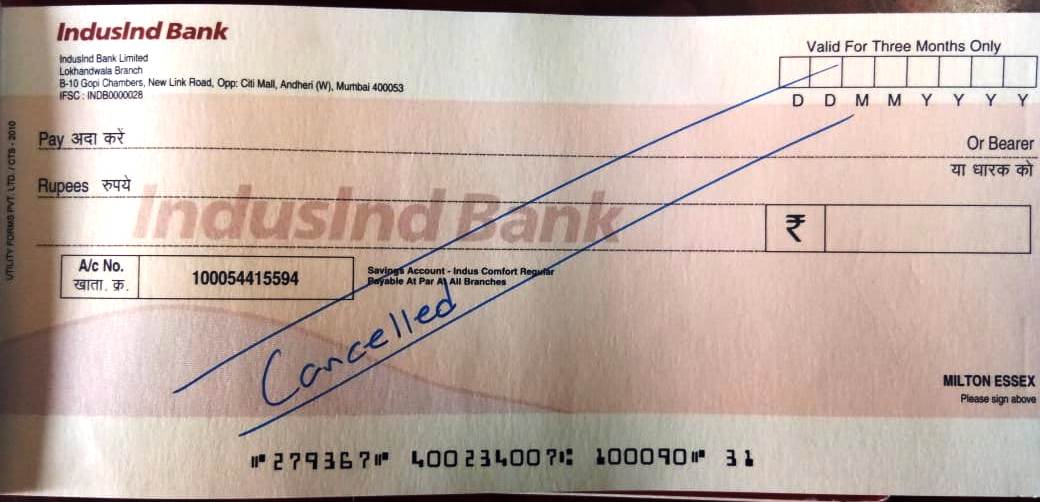 IndusInd Bank
IndusInd Bank Limited
Lokhandwala Branch
B-10 Gopi Chambers, New Link Road, Opp: Citi Mall, Andheri (W), Mumbai 400053
IFSC : INDB0000028
Valid For Three Months Only
D D M M Y Y Y Y
Pay अदा करें
Or Bearer
या धारक को
Rupees रुपये
IndusInd Bank
₹
A/c No.
खाता. क्र.
100054415594
Savings Account - Indus Comfort Regular
Payable At Par At All Branches
Cancelled
MILTON ESSEX
Please sign above
⑈279367⑈ 400234007⑆ 100090⑈ 31
UTILITY FORMS PVT. LTD. / CTS - 2010